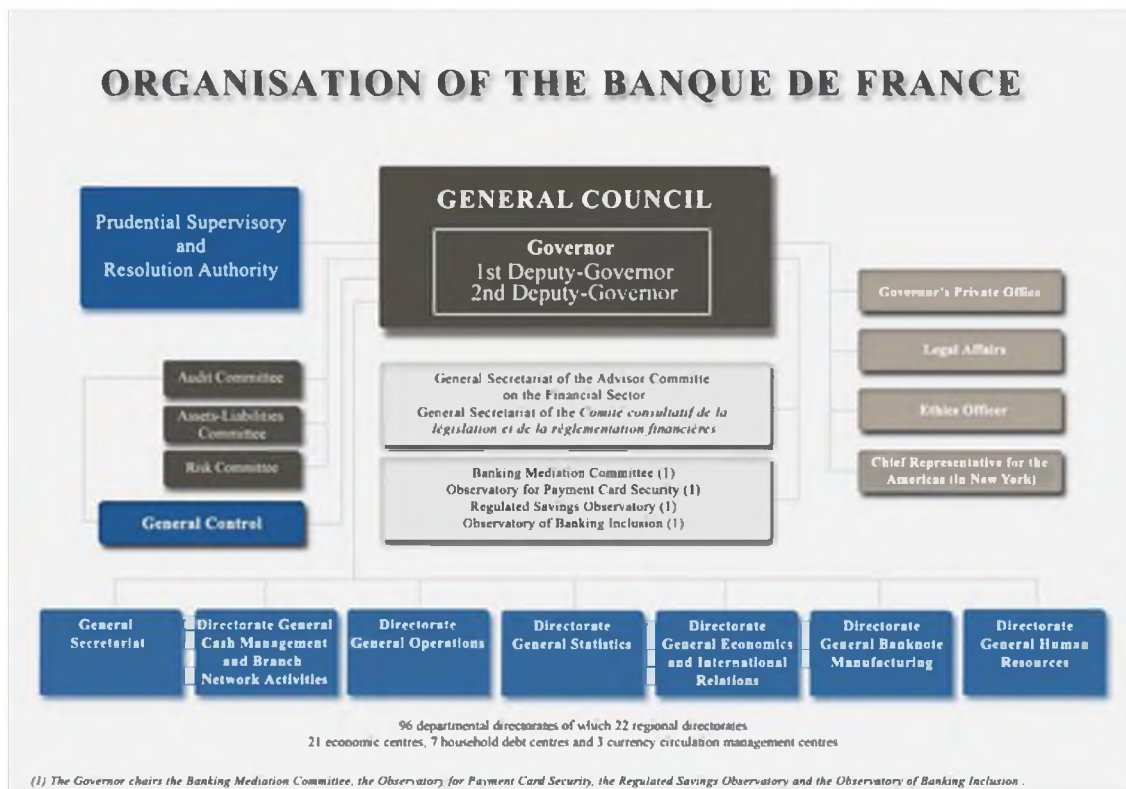 ORGANISATION OF THE BANQUE DE FRANCE
Prudential Supervisory
and
Resolution Authority
GENERAL COUNCIL
Governor
1st Deputy-Governor
2nd Deputy-Governor
Governor's Private Office
Legal Affairs
Ethics Officer
Chief Representative for the
Americas (in New York)
Audit Committee
Assets-Liabilities
Committee
Risk Committee
General Control
General Secretariat of the Advisor Committe
on the Financial Sector
General Secretariat of the Comité consultatif de la
législation et de la réglementation financières
Banking Mediation Committee (1)
Observatory for Payment Card Security (1)
Regulated Savings Observatory (1)
Observatory of Banking Inclusion (1)
General
Secretariat
Directorate General
Cash Management
and Branch
Network Activities
Directorate
General Operations
Directorate
General Statistics
Directorate
General Economics
and International
Relations
Directorate
General Banknote
Manufacturing
Directorate
General Human
Resources
96 departmental directorates of which 22 regional directorates
21 economic centres, 7 household debt centres and 3 currency circulation management centres
(1) The Governor chairs the Banking Mediation Committee, the Observatory for Payment Card Security, the Regulated Savings Observatory and the Observatory of Banking Inclusion .